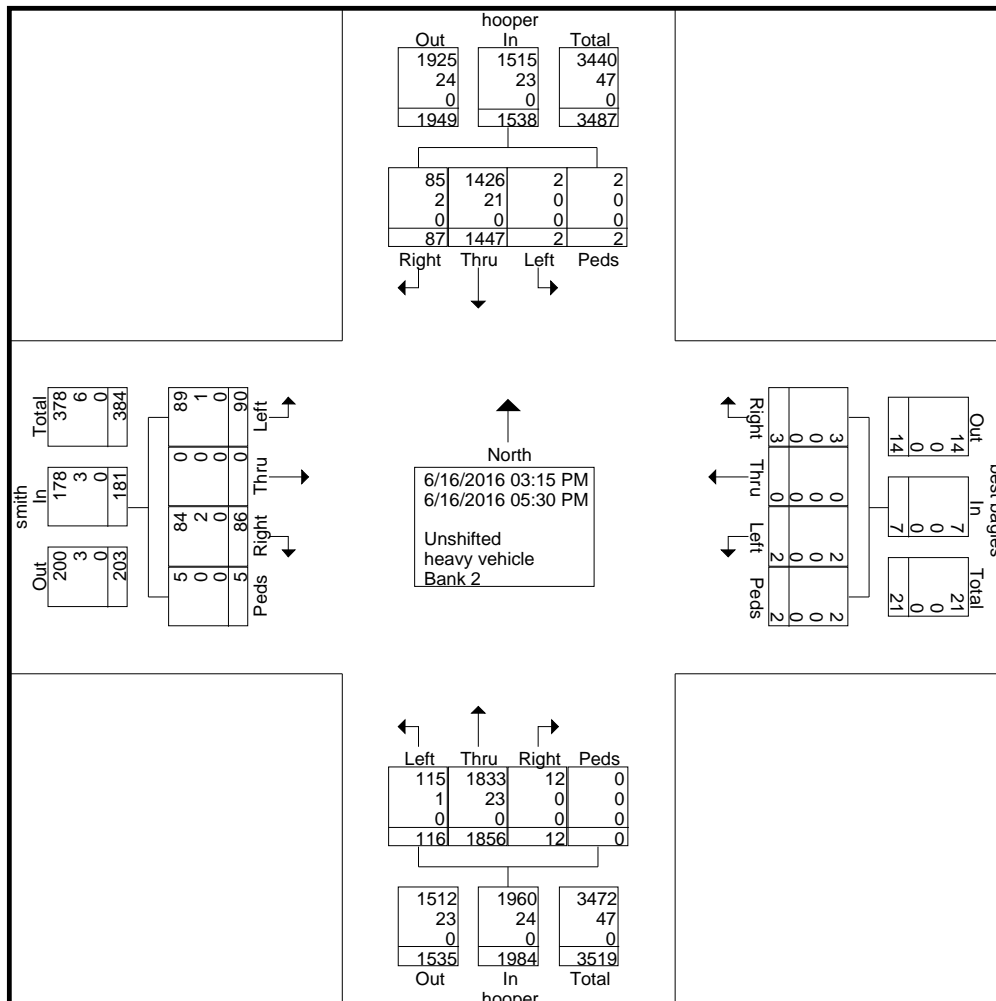 hooper
Out In Total
1925 1515 3440
24 23 47
0 0 0
1949 1538 3487
85 1426 2 2
2 21 0 0
0 0 0 0
87 1447 2 2
Right Thru Left Peds
smith
Total
378 6 0 384
In
178 3 0 181
Out
200 3 0 203
89 1 0 90
Left
0 0 0 0
Thru
84 2 0 86
Right
5 0 0 5
Peds
North
6/16/2016 03:15 PM
6/16/2016 05:30 PM
Unshifted
heavy vehicle
Bank 2
Right
3 0 0 3
Thru
0 0 0 0
Left
2 0 0 2
Peds
2 0 0 2
Out
14 0 0 14
In
7 0 0 7
Total
21 0 0 21
best bagles
Left Thru Right Peds
115 1833 12 0
1 23 0 0
0 0 0 0
116 1856 12 0
1512 1960 3472
23 24 47
0 0 0
1535 1984 3519
Out In Total
hooper